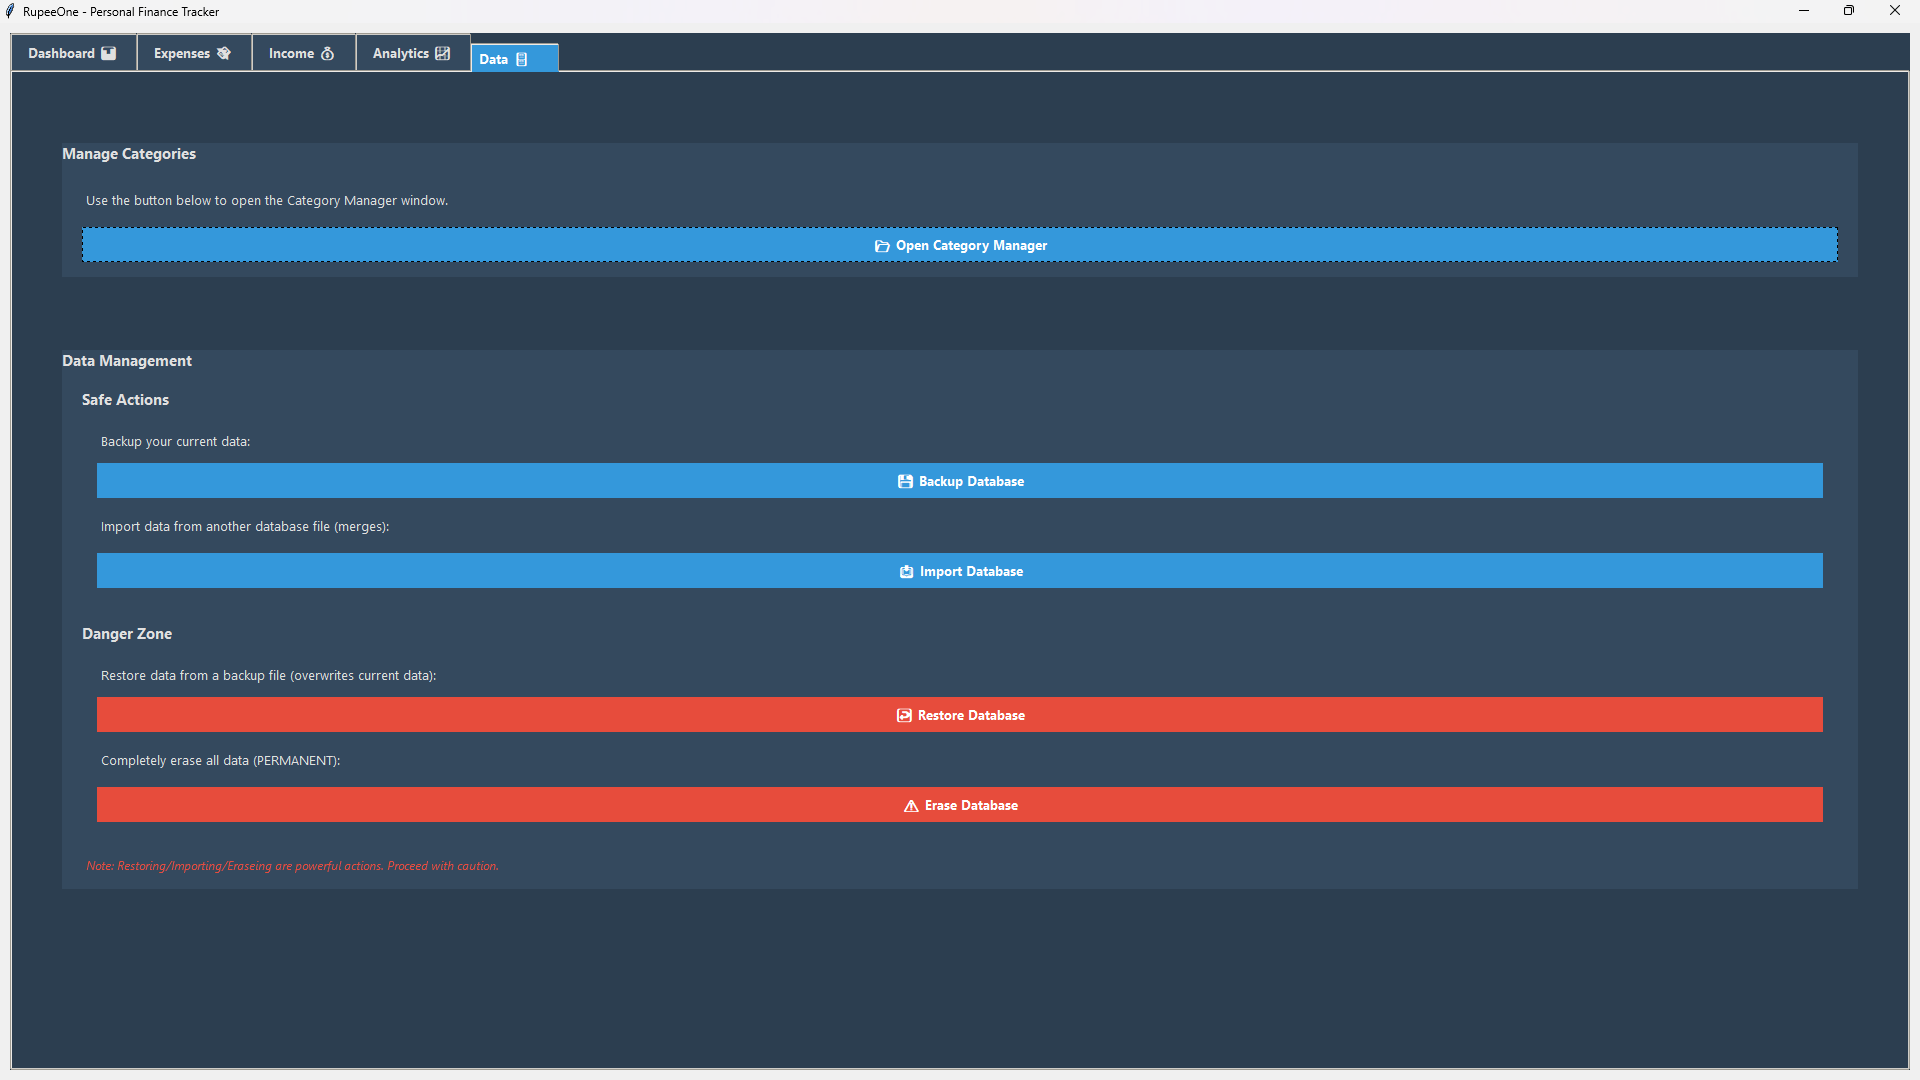 RupeeOne - Personal Finance Tracker
Dashboard Expenses Income Analytics Data
Manage Categories
Use the button below to open the Category Manager window.
Open Category Manager
Data Management
Safe Actions
Backup your current data:
Backup Database
Import data from another database file (merges):
Import Database
Danger Zone
Restore data from a backup file (overwrites current data):
Restore Database
Completely erase all data (PERMANENT):
Erase Database
Note: Restoring/Importing/Eraseing are powerful actions. Proceed with caution.